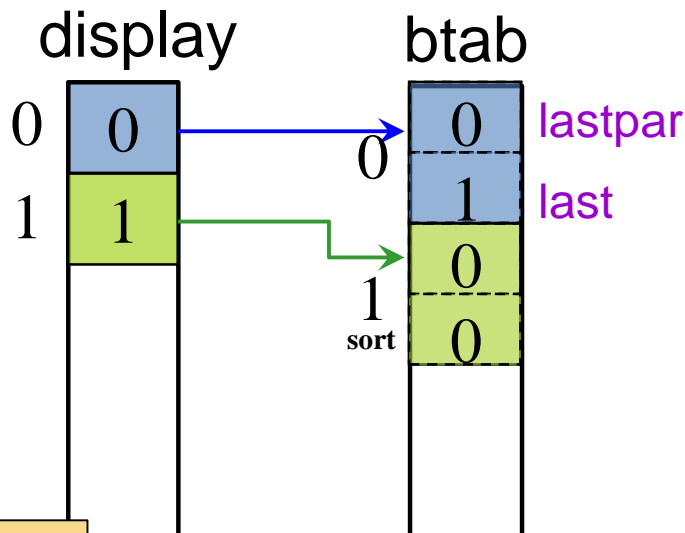 display btab
0 0 0 lastpar
0
1 1 1 last
0
1
sort 0